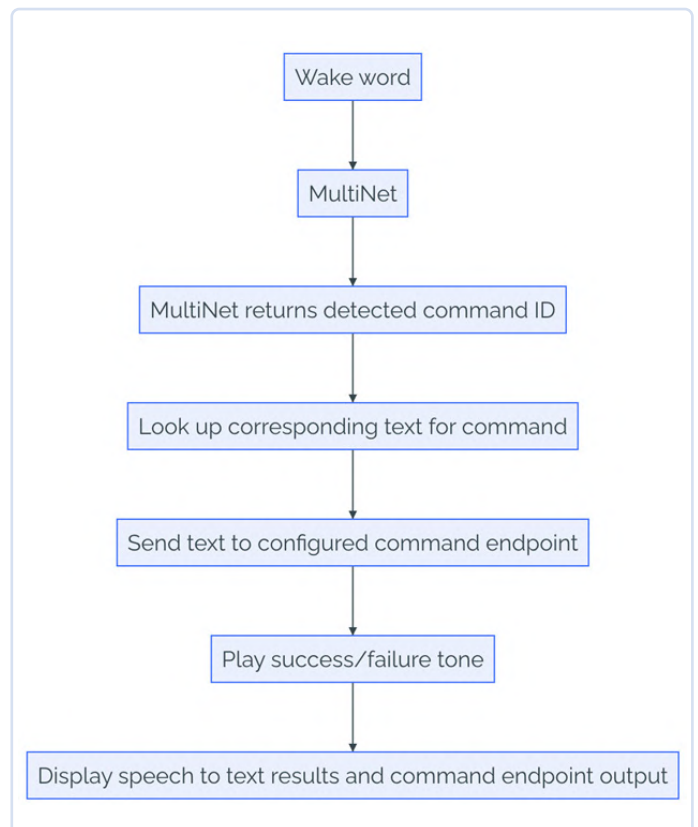 Wake word
MultiNet
MultiNet returns detected command ID
Look up corresponding text for command
Send text to configured command endpoint
Play success/failure tone
Display speech to text results and command endpoint output